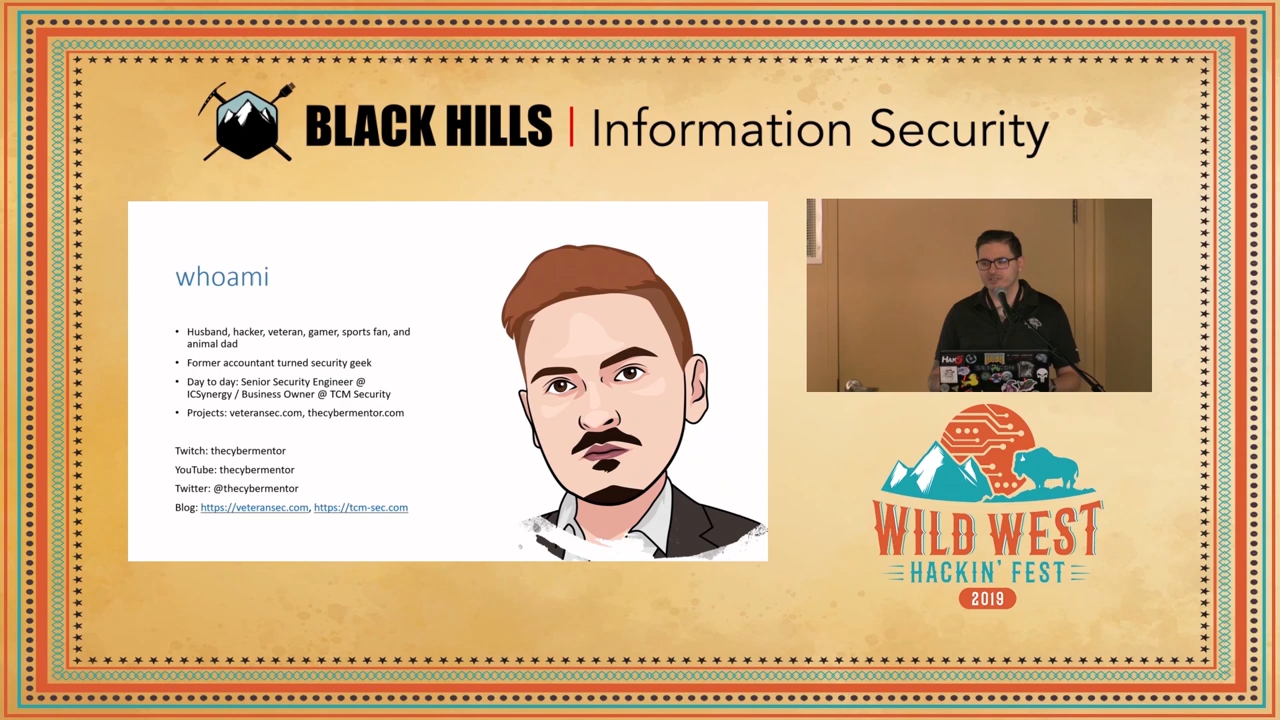 BLACK HILLS | Information Security
whoami
• Husband, hacker, veteran, gamer, sports fan, and
animal dad
• Former accountant turned security geek
• Day to day: Senior Security Engineer @
ICSynergy / Business Owner @ TCM Security
• Projects: veteransec.com, thecybermentor.com
Twitch: thecybermentor
YouTube: thecybermentor
Twitter: @thecybermentor
Blog: https://veteransec.com, https://tcm-sec.com
WILD WEST
HACKIN' FEST
2019